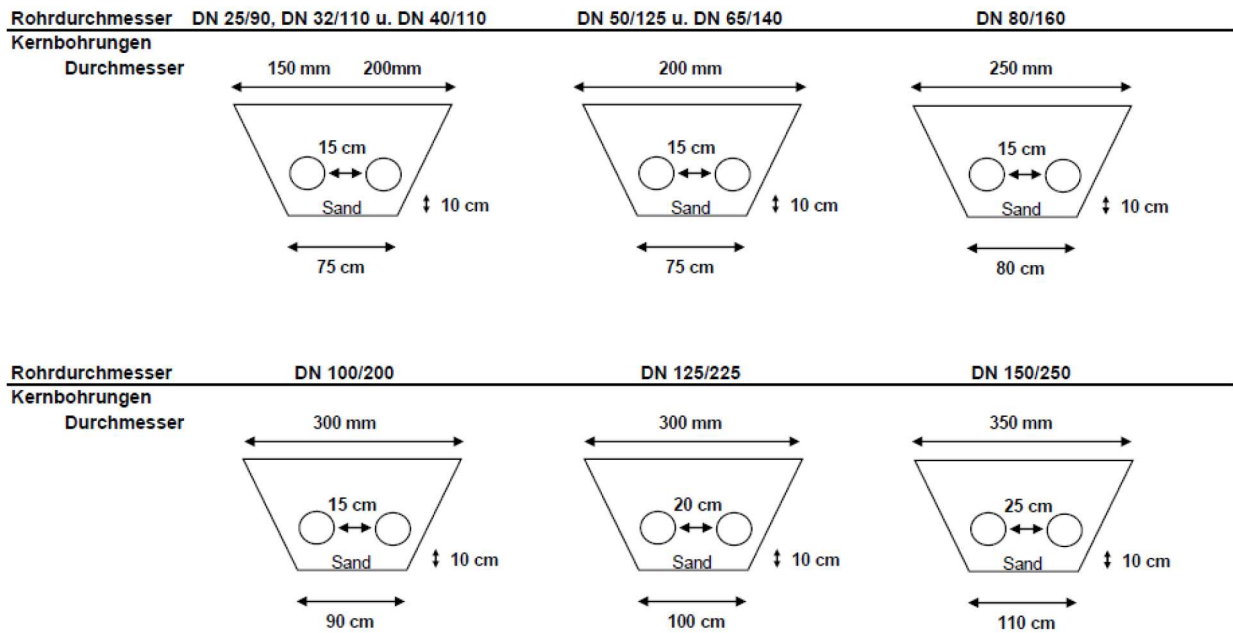 Rohrdurchmesser DN 25/90, DN 32/110 u. DN 40/110 DN 50/125 u. DN 65/140 DN 80/160
Kernbohrungen
Durchmesser 150 mm 200mm 200 mm 250 mm
15 cm 15 cm 15 cm
Sand 10 cm Sand 10 cm Sand 10 cm
75 cm 75 cm 80 cm
Rohrdurchmesser DN 100/200 DN 125/225 DN 150/250
Kernbohrungen
Durchmesser 300 mm 300 mm 350 mm
15 cm 20 cm 25 cm
Sand 10 cm Sand 10 cm Sand 10 cm
90 cm 100 cm 110 cm